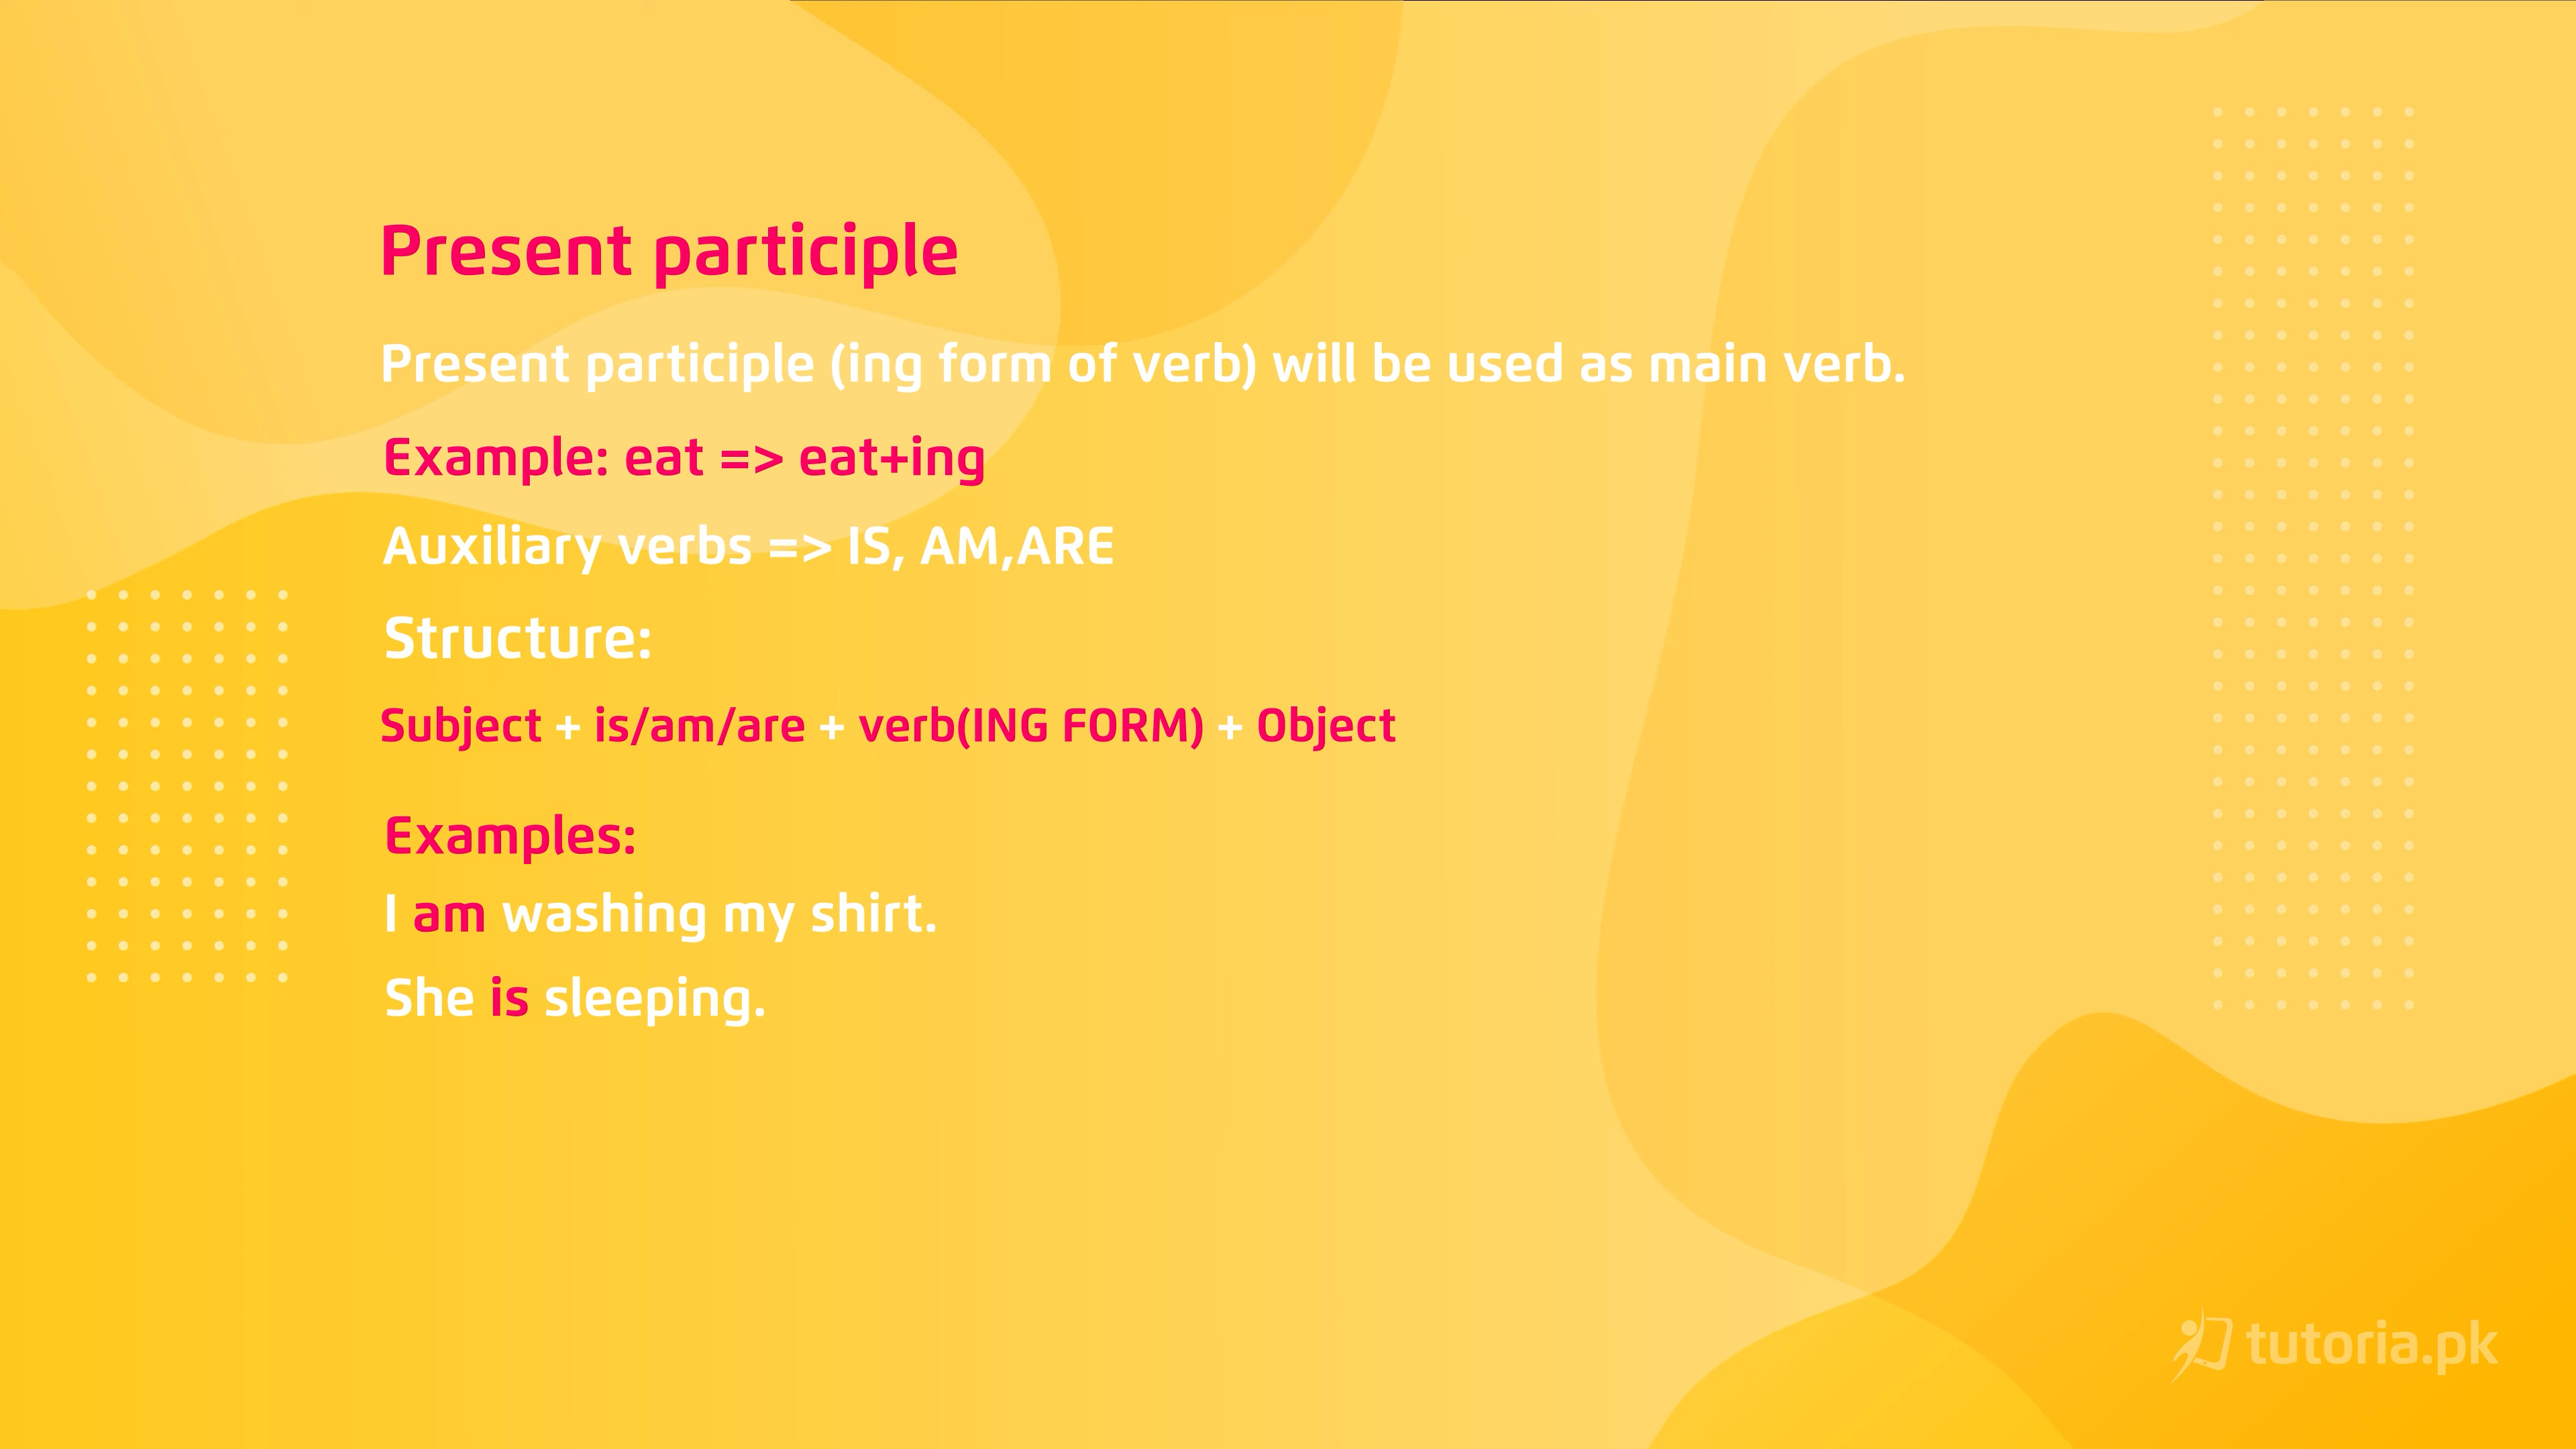 Present participle
Present participle (ing form of verb) will be used as main verb.
Example: eat => eat+ing
Auxiliary verbs => IS, AM,ARE
Structure:
Subject + is/am/are + verb(ING FORM) + Object
Examples:
I am washing my shirt.
She is sleeping.
tutoria.pk